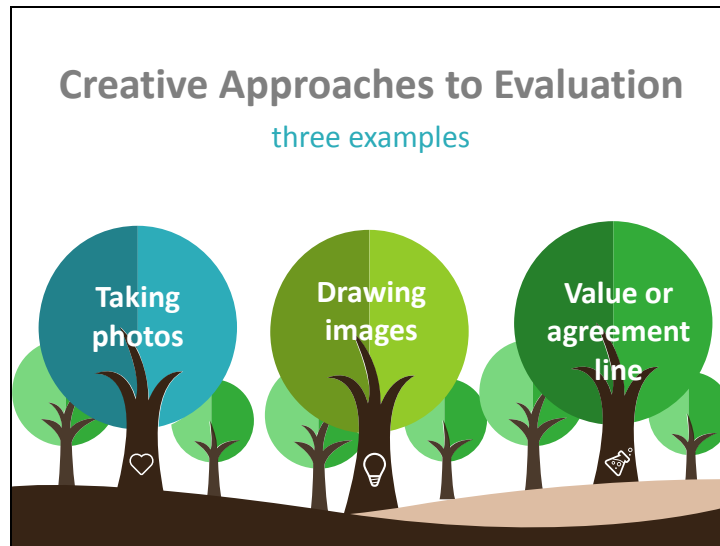 Creative Approaches to Evaluation
three examples
Taking
photos
Drawing
images
Value or
agreement
line